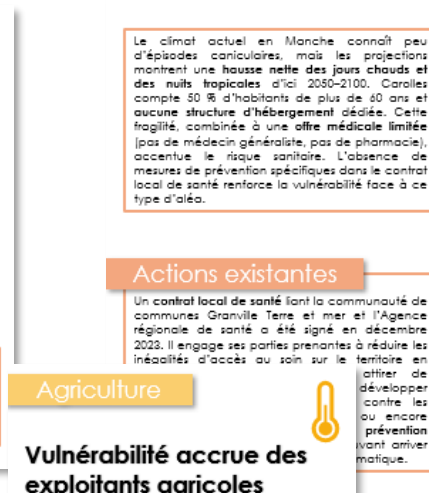 Le climat actuel en Manche connaît peu
d'épisodes caniculaires, mais les projections
montrent une hausse nette des jours chauds et
des nuits tropicales d'ici 2050–2100. Carolles
compte 50 % d'habitants de plus de 60 ans et
aucune structure d'hébergement dédiée. Cette
fragilité, combinée à une offre médicale limitée
(pas de médecin généraliste, pas de pharmacie),
accentue le risque sanitaire. L'absence de
mesures de prévention spécifiques dans le contrat
local de santé renforce la vulnérabilité face à ce
type d'aléa.
Actions existantes
Un contrat local de santé liant la communauté de
communes Granville Terre et mer et l'Agence
régionale de santé a été signé en décembre
2023. Il engage ses parties prenantes à réduire les
inégalités d'accès au soin sur le territoire en
attirer de
développer
contre les
ou encore
prévention
arriver
matique.
Agriculture
Vulnérabilité accrue des
exploitants agricoles